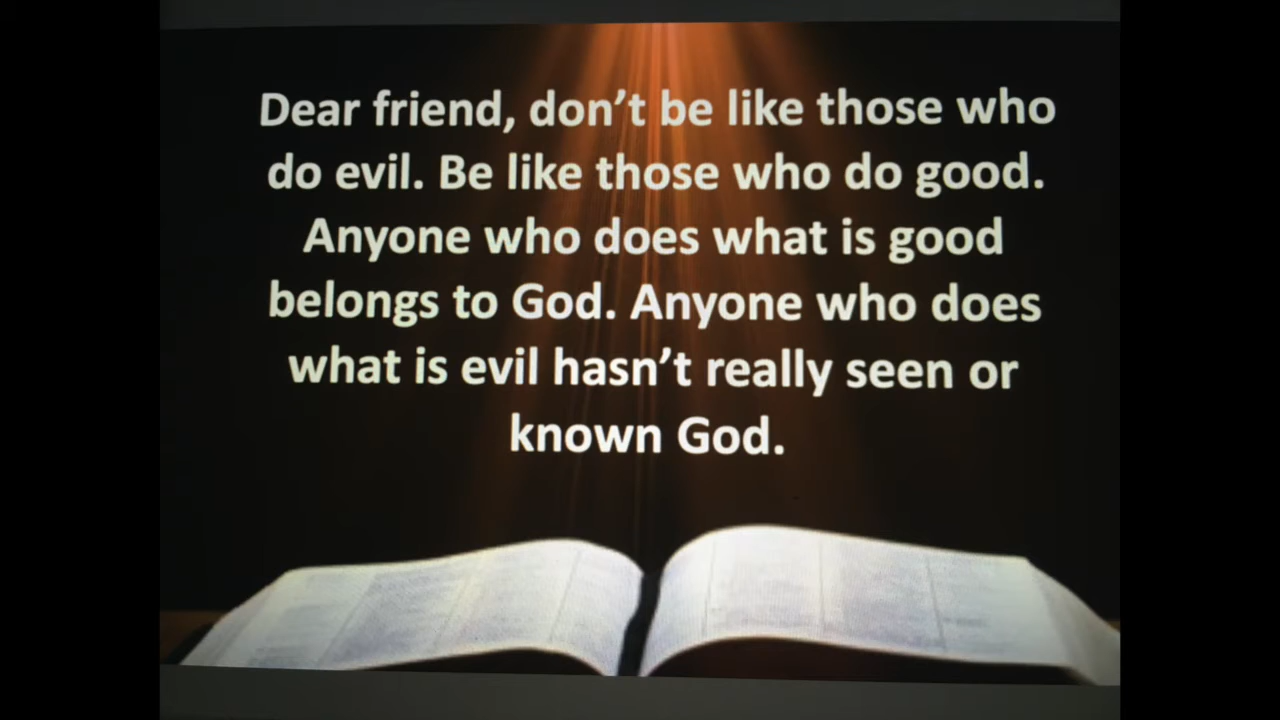 Dear friend, don’t be like those who
do evil. Be like those who do good.
Anyone who does what is good
belongs to God. Anyone who does
what is evil hasn’t really seen or
known God.